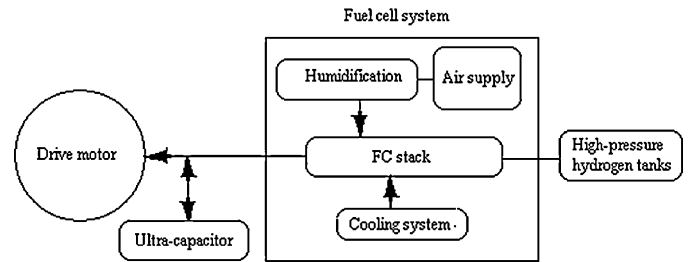 Fuel cell system
Humidification
Air supply
Drive motor
FC stack
High-pressure
hydrogen tanks
Ultra-capacitor
Cooling system